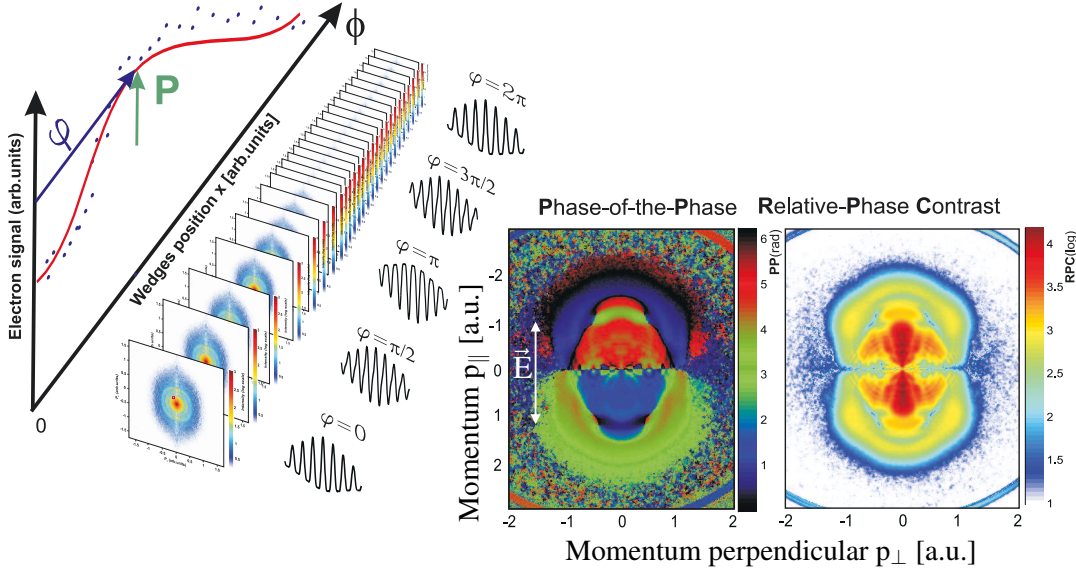 ϕ
P
φ
Electron signal (arb.units)
Wedges position x [arb.units]
0
φ=2π
φ=3π/2
φ=π
φ=π/2
φ=0
Phase-of-the-Phase
Relative-Phase Contrast
PP(rad)
6
5
4
3
2
1
RPC(log)
4
3.5
3
2.5
2
1.5
1
Momentum p∥ [a.u.]
-2
-1
0
1
2
E
-2 -1 0 1 2
-2 -1 0 1 2
Momentum perpendicular p⊥ [a.u.]